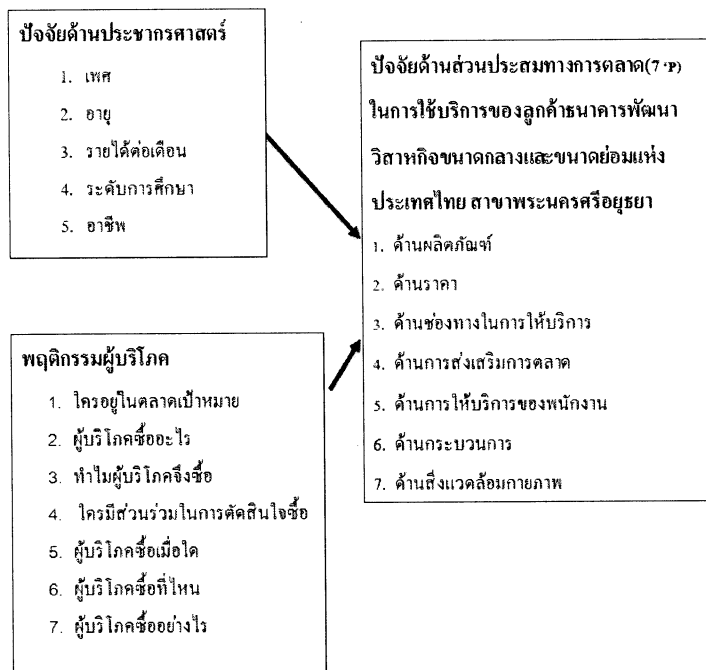 ปัจจัยด้านประชากรศาสตร์
1. เพศ
2. อายุ
3. รายได้ต่อเดือน
4. ระดับการศึกษา
5. อาชีพ
พฤติกรรมผู้บริโภค
1. ใครอยู่ในตลาดเป้าหมาย
2. ผู้บริโภคซื้ออะไร
3. ทำไมผู้บริโภคจึงซื้อ
4. ใครมีส่วนร่วมในการตัดสินใจซื้อ
5. ผู้บริโภคซื้อเมื่อใด
6. ผู้บริโภคซื้อที่ไหน
7. ผู้บริโภคซื้ออย่างไร
ปัจจัยด้านส่วนประสมทางการตลาด(7 'P)
ในการใช้บริการของลูกค้าธนาคารพัฒนา
วิสาหกิจขนาดกลางและขนาดย่อมแห่ง
ประเทศไทย สาขาพระนครศรีอยุธยา
1. ด้านผลิตภัณฑ์
2. ด้านราคา
3. ด้านช่องทางในการให้บริการ
4. ด้านการส่งเสริมการตลาด
5. ด้านการให้บริการของพนักงาน
6. ด้านกระบวนการ
7. ด้านสิ่งแวดล้อมกายภาพ